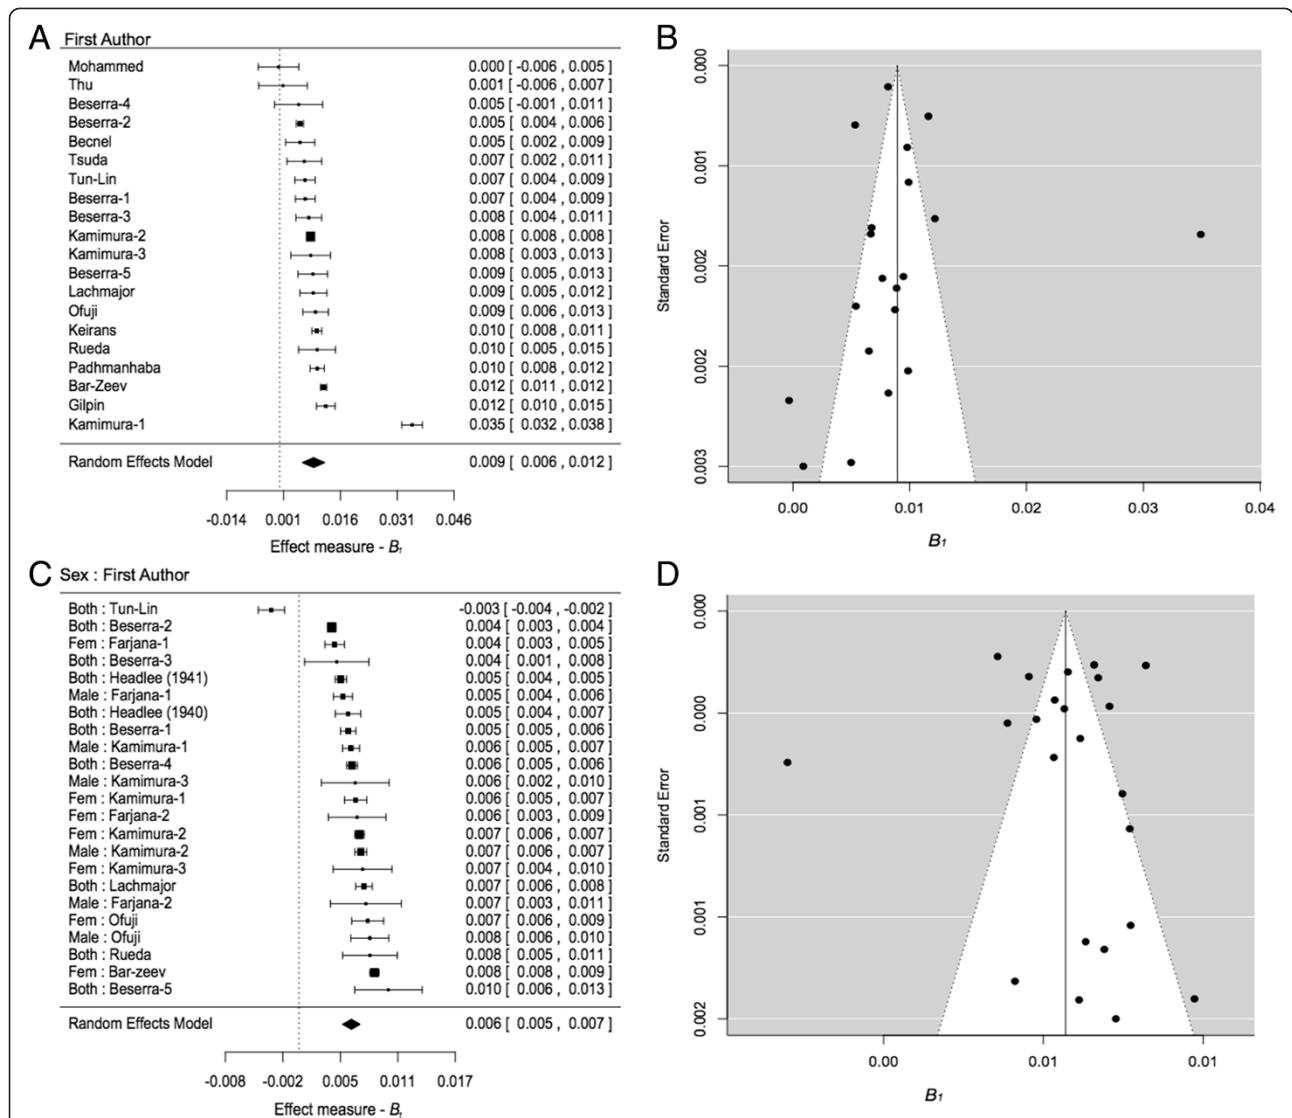 A
First Author
Mohammed 0.000 [ -0.006 , 0.005 ]
Thu 0.001 [ -0.006 , 0.007 ]
Beserra-4 0.005 [ -0.001 , 0.011 ]
Beserra-2 0.005 [ 0.004 , 0.006 ]
Becnel 0.005 [ 0.002 , 0.009 ]
Tsuda 0.007 [ 0.002 , 0.011 ]
Tun-Lin 0.007 [ 0.004 , 0.009 ]
Beserra-1 0.007 [ 0.004 , 0.009 ]
Beserra-3 0.008 [ 0.004 , 0.011 ]
Kamimura-2 0.008 [ 0.008 , 0.008 ]
Kamimura-3 0.008 [ 0.003 , 0.013 ]
Beserra-5 0.009 [ 0.005 , 0.013 ]
Lachmajor 0.009 [ 0.005 , 0.012 ]
Ofuji 0.009 [ 0.006 , 0.013 ]
Keirans 0.010 [ 0.008 , 0.011 ]
Rueda 0.010 [ 0.005 , 0.015 ]
Padhmanhaba 0.010 [ 0.008 , 0.012 ]
Bar-Zeev 0.012 [ 0.011 , 0.012 ]
Gilpin 0.012 [ 0.010 , 0.015 ]
Kamimura-1 0.035 [ 0.032 , 0.038 ]
Random Effects Model 0.009 [ 0.006 , 0.012 ]
-0.014 0.001 0.016 0.031 0.046
Effect measure - B1
B
0.000
0.001
0.002
0.002
0.003
Standard Error
0.00 0.01 0.02 0.03 0.04
B1
C
Sex : First Author
Both : Tun-Lin -0.003 [ -0.004 , -0.002 ]
Both : Beserra-2 0.004 [ 0.003 , 0.004 ]
Fem : Farjana-1 0.004 [ 0.003 , 0.005 ]
Both : Beserra-3 0.004 [ 0.001 , 0.008 ]
Both : Headlee (1941) 0.005 [ 0.004 , 0.005 ]
Male : Farjana-1 0.005 [ 0.004 , 0.006 ]
Both : Headlee (1940) 0.005 [ 0.004 , 0.007 ]
Both : Beserra-1 0.005 [ 0.005 , 0.006 ]
Male : Kamimura-1 0.006 [ 0.005 , 0.007 ]
Both : Beserra-4 0.006 [ 0.005 , 0.006 ]
Male : Kamimura-3 0.006 [ 0.002 , 0.010 ]
Fem : Kamimura-1 0.006 [ 0.005 , 0.007 ]
Fem : Farjana-2 0.006 [ 0.003 , 0.009 ]
Fem : Kamimura-2 0.007 [ 0.006 , 0.007 ]
Male : Kamimura-2 0.007 [ 0.006 , 0.007 ]
Fem : Kamimura-3 0.007 [ 0.004 , 0.010 ]
Both : Lachmajor 0.007 [ 0.006 , 0.008 ]
Male : Farjana-2 0.007 [ 0.003 , 0.011 ]
Fem : Ofuji 0.007 [ 0.006 , 0.009 ]
Male : Ofuji 0.008 [ 0.006 , 0.010 ]
Both : Rueda 0.008 [ 0.005 , 0.011 ]
Fem : Bar-zeev 0.008 [ 0.008 , 0.009 ]
Both : Beserra-5 0.010 [ 0.006 , 0.013 ]
Random Effects Model 0.006 [ 0.005 , 0.007 ]
-0.008 -0.002 0.005 0.011 0.017
Effect measure - B1
D
0.000
0.000
0.001
0.001
0.002
Standard Error
0.00 0.01 0.01
B1